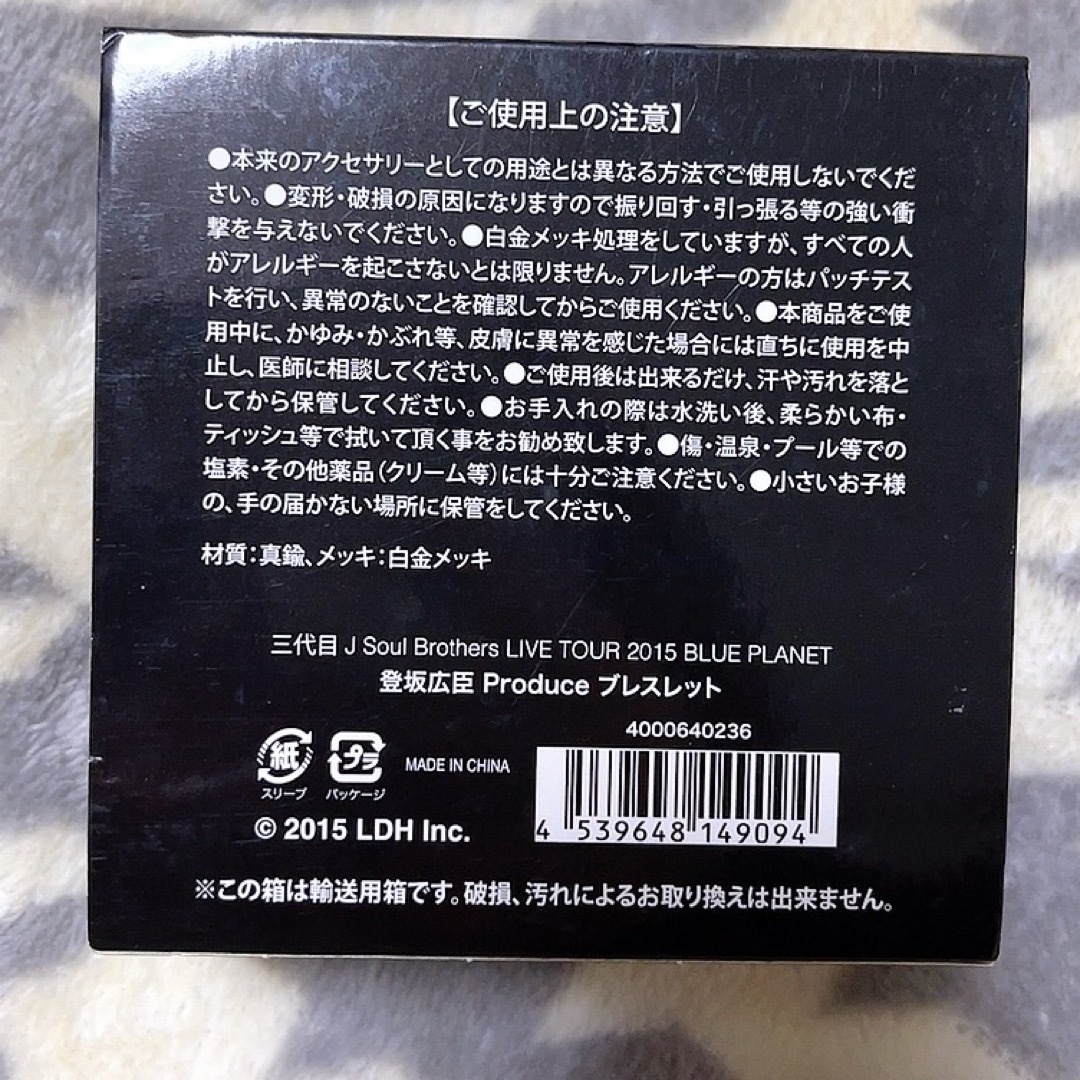 【ご使用上の注意】
●本来のアクセサリーとしての用途とは異なる方法でご使用しないでくだ
さい。●変形・破損の原因になりますので振り回す・引っ張る等の強い衝
撃を与えないでください。●白金メッキ処理をしていますが、すべての人
がアレルギーを起こさないとは限りません。アレルギーの方はパッチテス
トを行い、異常のないことを確認してからご使用ください。●本商品をご使
用中に、かゆみ・かぶれ等、皮膚に異常を感じた場合には直ちに使用を中
止し、医師に相談してください。●ご使用後は出来るだけ、汗や汚れを落と
してから保管してください。●お手入れの際は水洗い後、柔らかい布・
ティッシュ等で拭いて頂く事をお勧め致します。●傷・温泉・プール等での
塩素・その他薬品（クリーム等）には十分ご注意ください。●小さいお子様
の、手の届かない場所に保管をしてください。
材質：真鍮、メッキ：白金メッキ
三代目 J Soul Brothers LIVE TOUR 2015 BLUE PLANET
登坂広臣 Produce ブレスレット
4000640236
紙 プラ MADE IN CHINA
スリーブ パッケージ
© 2015 LDH Inc.
4 539648 149094
※この箱は輸送用箱です。破損、汚れによるお取り換えは出来ません。